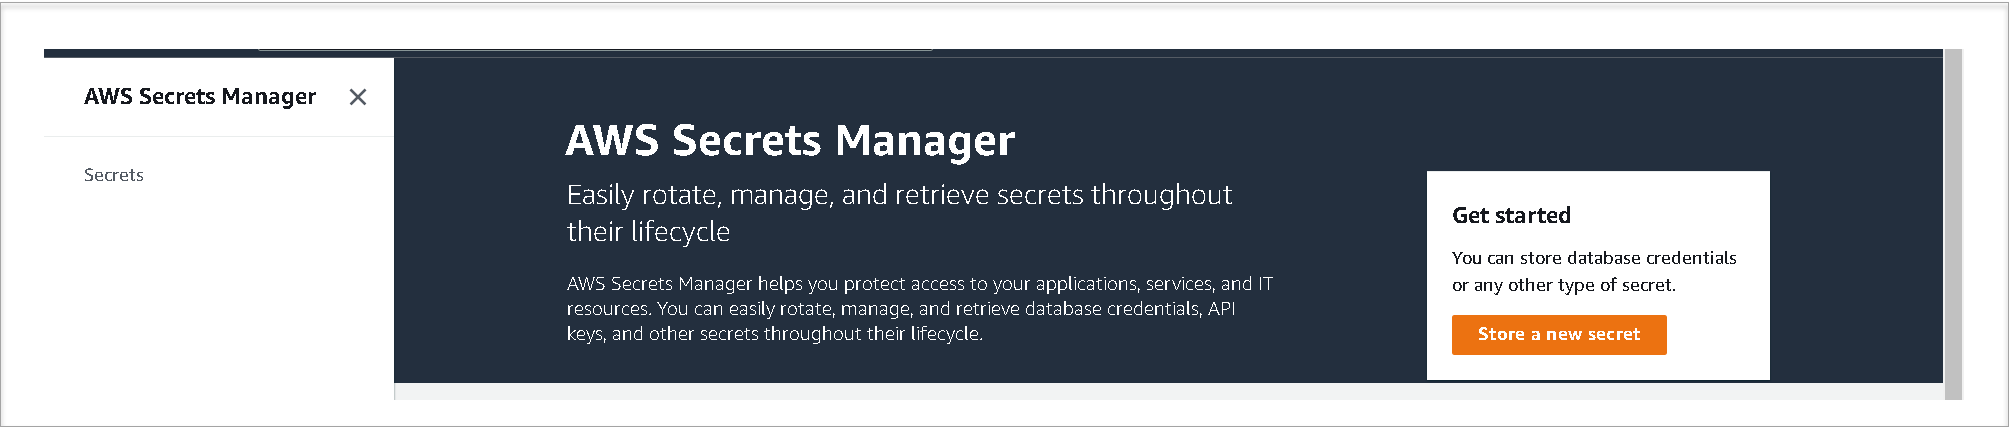 AWS Secrets Manager
Secrets
AWS Secrets Manager
Easily rotate, manage, and retrieve secrets throughout
their lifecycle
AWS Secrets Manager helps you protect access to your applications, services, and IT
resources. You can easily rotate, manage, and retrieve database credentials, API
keys, and other secrets throughout their lifecycle.
Get started
You can store database credentials
or any other type of secret.
Store a new secret